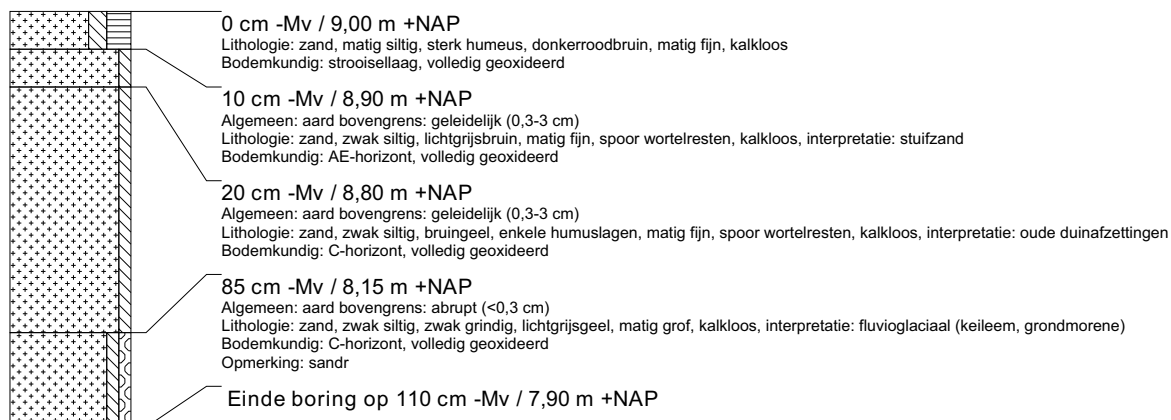 0 cm -Mv / 9,00 m +NAP
Lithologie: zand, matig siltig, sterk humeus, donkerroodbruin, matig fijn, kalkloos
Bodemkundig: strooisellaag, volledig geoxideerd
10 cm -Mv / 8,90 m +NAP
Algemeen: aard bovengrens: geleidelijk (0,3-3 cm)
Lithologie: zand, zwak siltig, lichtgrijsbruin, matig fijn, spoor wortelresten, kalkloos, interpretatie: stuifzand
Bodemkundig: AE-horizont, volledig geoxideerd
20 cm -Mv / 8,80 m +NAP
Algemeen: aard bovengrens: geleidelijk (0,3-3 cm)
Lithologie: zand, zwak siltig, bruingeel, enkele humuslagen, matig fijn, spoor wortelresten, kalkloos, interpretatie: oude duinafzettingen
Bodemkundig: C-horizont, volledig geoxideerd
85 cm -Mv / 8,15 m +NAP
Algemeen: aard bovengrens: abrupt (<0,3 cm)
Lithologie: zand, zwak siltig, zwak grindig, lichtgrijsgeel, matig grof, kalkloos, interpretatie: fluvioglaciaal (keileem, grondmorene)
Bodemkundig: C-horizont, volledig geoxideerd
Opmerking: sandr
Einde boring op 110 cm -Mv / 7,90 m +NAP